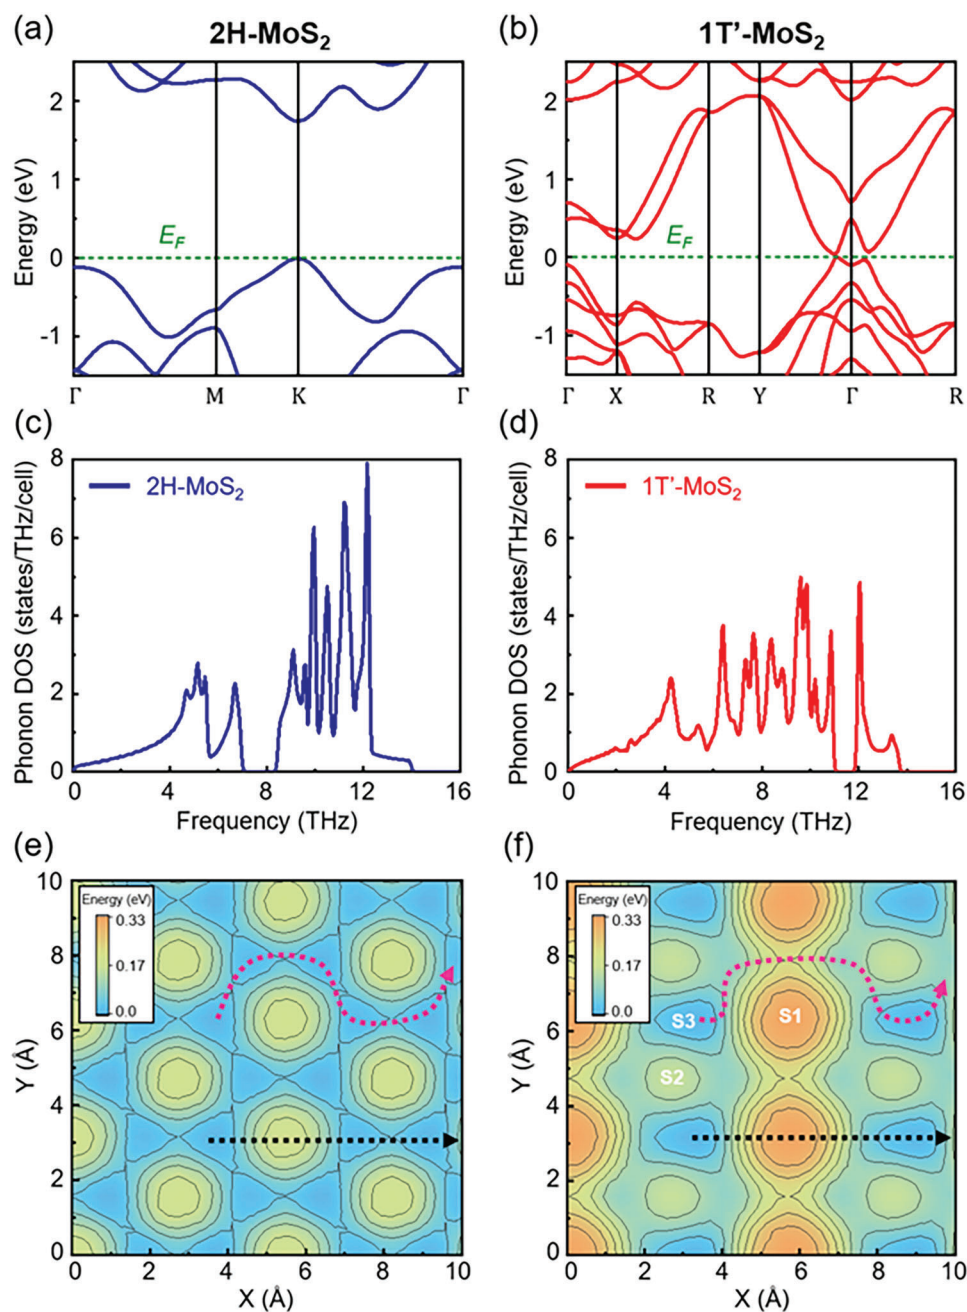 (a) 2H-MoS₂
(b) 1T'-MoS₂
Energy (eV)
2
1
0
-1
E_F
Γ M K Γ
Energy (eV)
2
1
0
-1
E_F
Γ X R Y Γ R
(c)
Phonon DOS (states/THz/cell)
8
6
4
2
0
2H-MoS₂
0 4 8 12 16
Frequency (THz)
(d)
Phonon DOS (states/THz/cell)
8
6
4
2
0
1T'-MoS₂
0 4 8 12 16
Frequency (THz)
(e)
Y (Å)
10
8
6
4
2
0
Energy (eV)
0.33
0.17
0.0
0 2 4 6 8 10
X (Å)
(f)
Y (Å)
10
8
6
4
2
0
Energy (eV)
0.33
0.17
0.0
S3 S1
S2
0 2 4 6 8 10
X (Å)